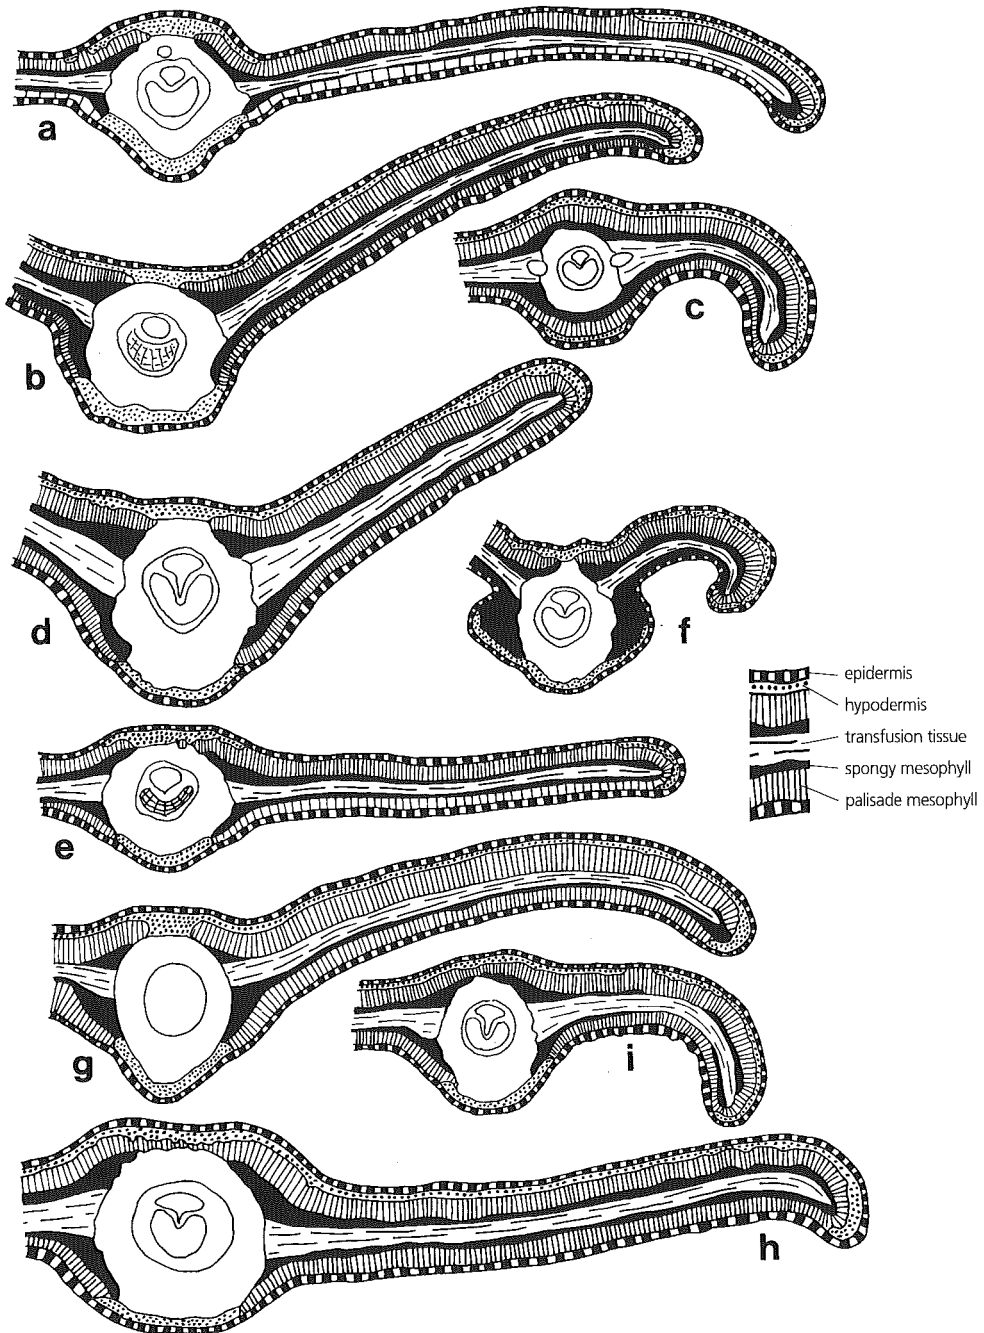 a
b
c
d
f
epidermis
hypodermis
transfusion tissue
spongy mesophyll
palisade mesophyll
e
g
i
h